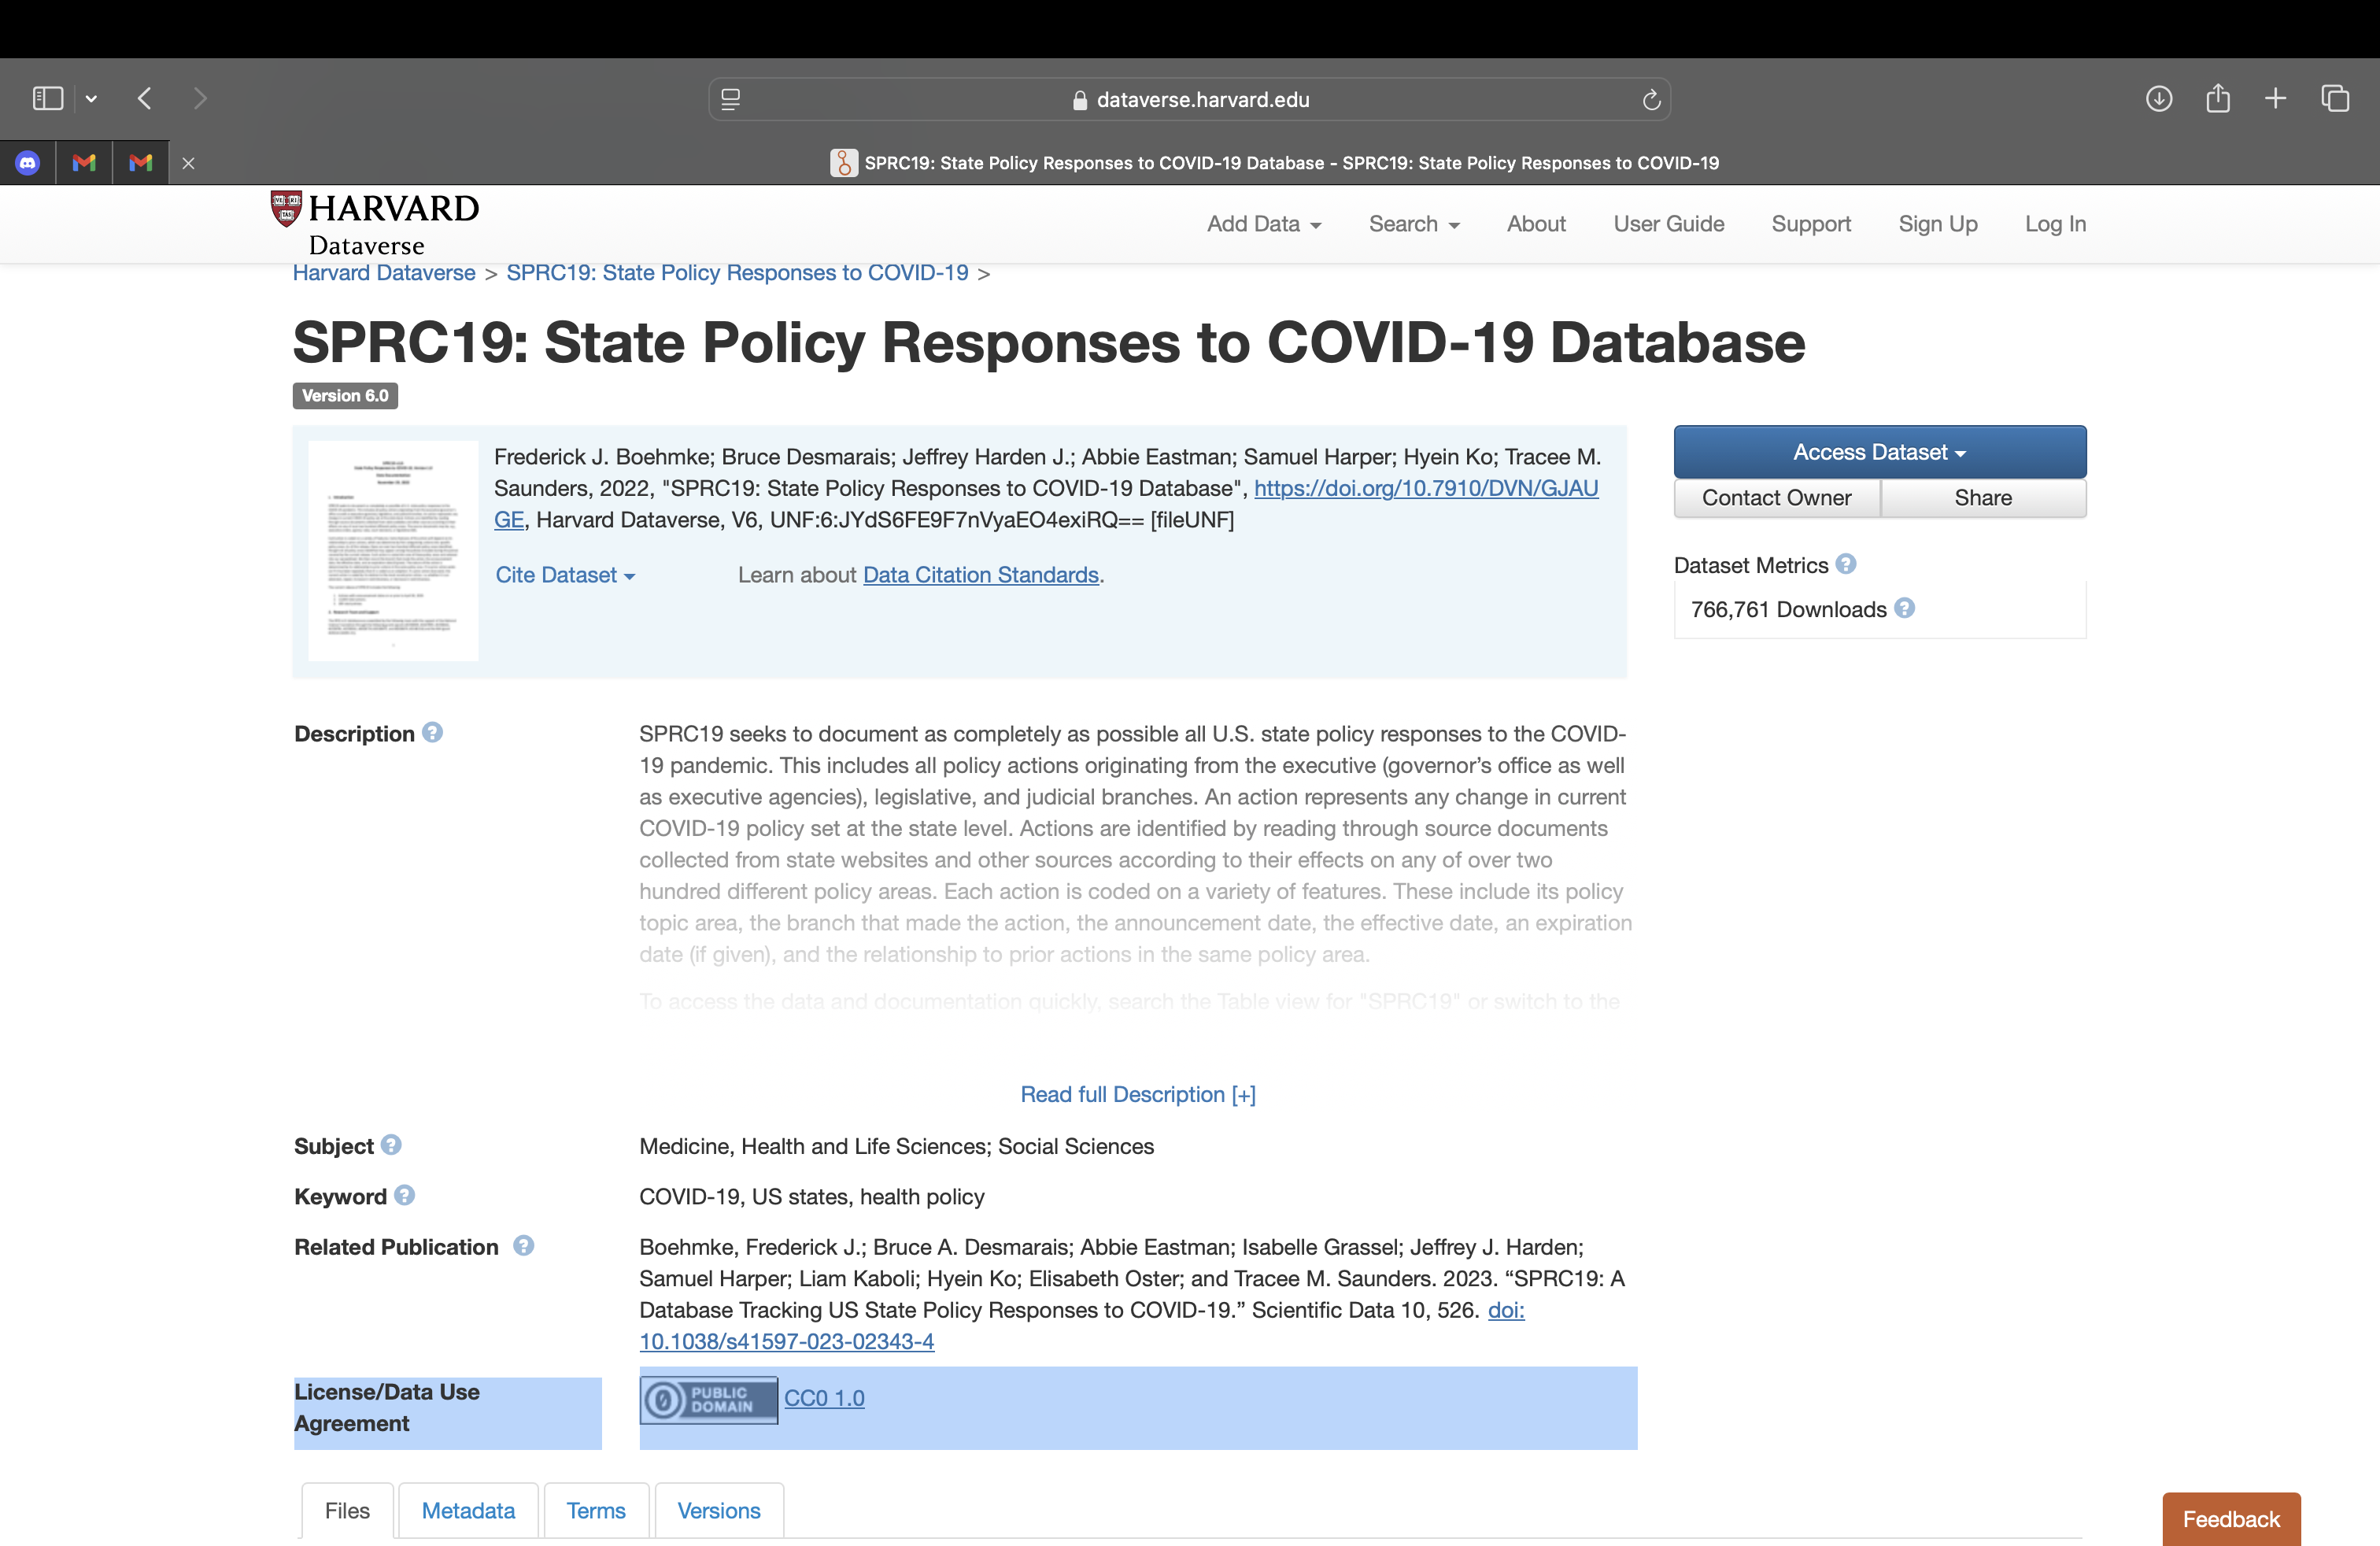 dataverse.harvard.edu
SPRC19: State Policy Responses to COVID-19 Database - SPRC19: State Policy Responses to COVID-19
HARVARD
Dataverse
Add Data
Search
About
User Guide
Support
Sign Up
Log In
Harvard Dataverse > SPRC19: State Policy Responses to COVID-19 >
SPRC19: State Policy Responses to COVID-19 Database
Version 6.0
Frederick J. Boehmke; Bruce Desmarais; Jeffrey Harden J.; Abbie Eastman; Samuel Harper; Hyein Ko; Tracee M.
Saunders, 2022, "SPRC19: State Policy Responses to COVID-19 Database", https://doi.org/10.7910/DVN/GJAU
GE, Harvard Dataverse, V6, UNF:6:JYdS6FE9F7nVyaEO4exiRQ== [fileUNF]
Cite Dataset
Learn about Data Citation Standards.
Access Dataset
Contact Owner
Share
Dataset Metrics ?
766,761 Downloads ?
Description ?
SPRC19 seeks to document as completely as possible all U.S. state policy responses to the COVID-
19 pandemic. This includes all policy actions originating from the executive (governor's office as well
as executive agencies), legislative, and judicial branches. An action represents any change in current
COVID-19 policy set at the state level. Actions are identified by reading through source documents
collected from state websites and other sources according to their effects on any of over two
hundred different policy areas. Each action is coded on a variety of features. These include its policy
topic area, the branch that made the action, the announcement date, the effective date, an expiration
date (if given), and the relationship to prior actions in the same policy area.
To access the data and documentation quickly, search the Table view for "SPRC19" or switch to the
Read full Description [+]
Subject ?
Medicine, Health and Life Sciences; Social Sciences
Keyword ?
COVID-19, US states, health policy
Related Publication ?
Boehmke, Frederick J.; Bruce A. Desmarais; Abbie Eastman; Isabelle Grassel; Jeffrey J. Harden;
Samuel Harper; Liam Kaboli; Hyein Ko; Elisabeth Oster; and Tracee M. Saunders. 2023. “SPRC19: A
Database Tracking US State Policy Responses to COVID-19.” Scientific Data 10, 526. doi:
10.1038/s41597-023-02343-4
License/Data Use
Agreement
PUBLIC
DOMAIN
CC0 1.0
Files
Metadata
Terms
Versions
Feedback